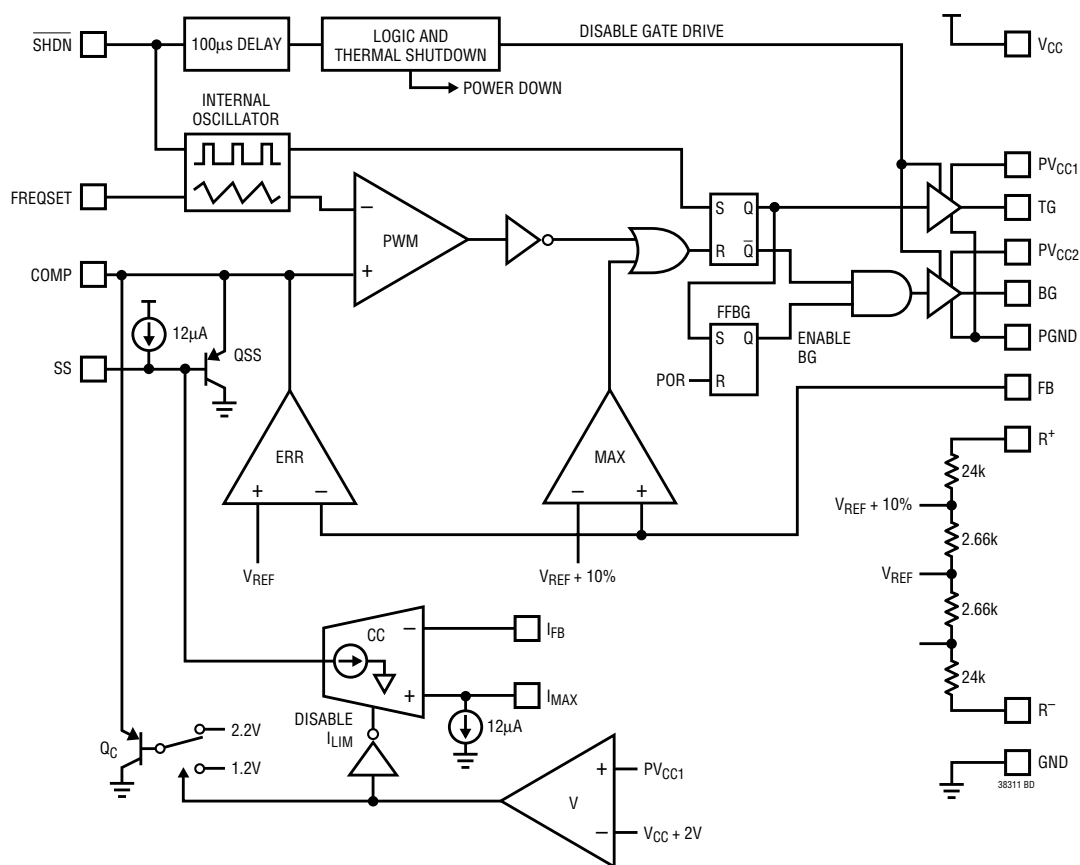 SHDN
100µs DELAY
LOGIC AND
THERMAL SHUTDOWN
DISABLE GATE DRIVE
VCC
POWER DOWN
INTERNAL
OSCILLATOR
PVCC1
FREQSET
S Q
TG
PWM
R Q
PVCC2
COMP
BG
FFBG
12µA
ENABLE
BG
PGND
QSS
S Q
SS
POR
R
FB
R+
ERR
MAX
24k
+ −
− +
VREF + 10%
2.66k
VREF
VREF + 10%
VREF
2.66k
CC
IFB
24k
IMAX
DISABLE
ILIM
12µA
R−
QC
2.2V
1.2V
+ PVCC1
GND
V
38311 BD
− VCC + 2V